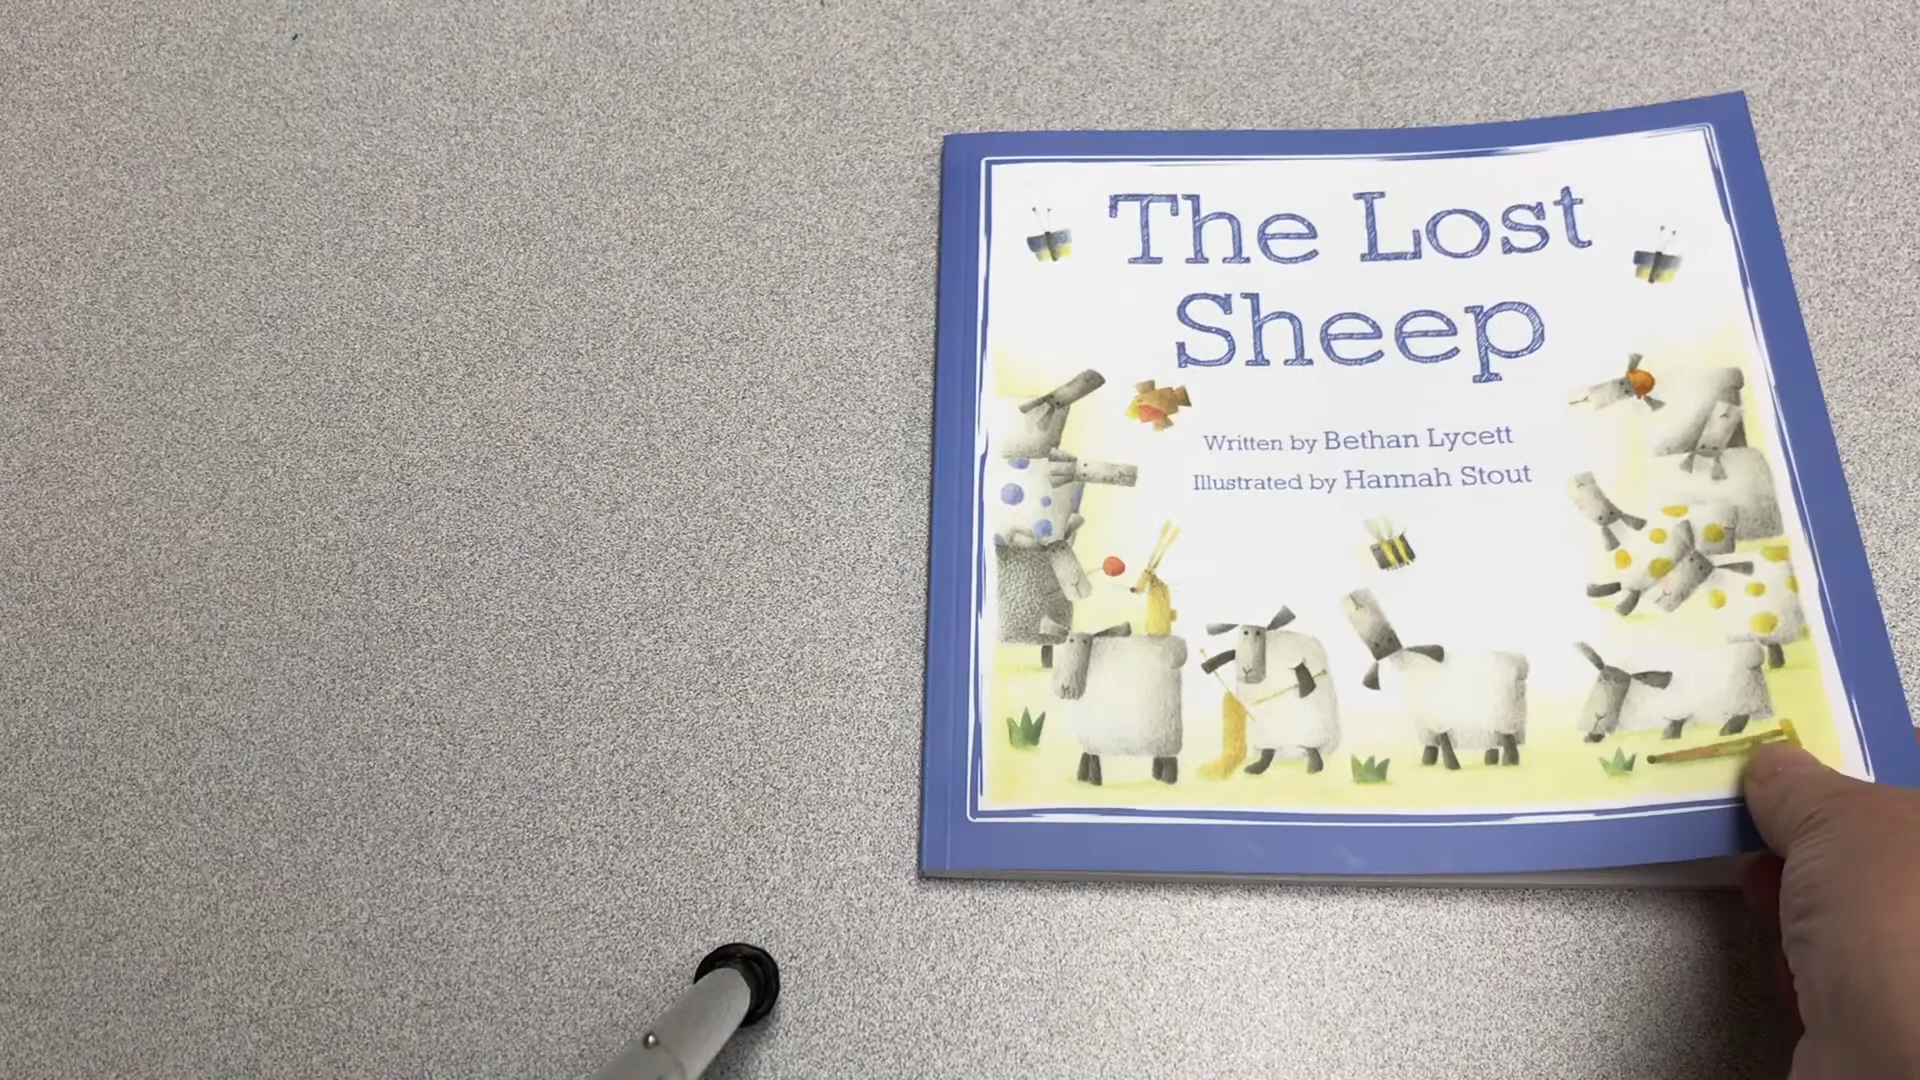 The Lost
Sheep
Written by Bethan Lycett
Illustrated by Hannah Stout